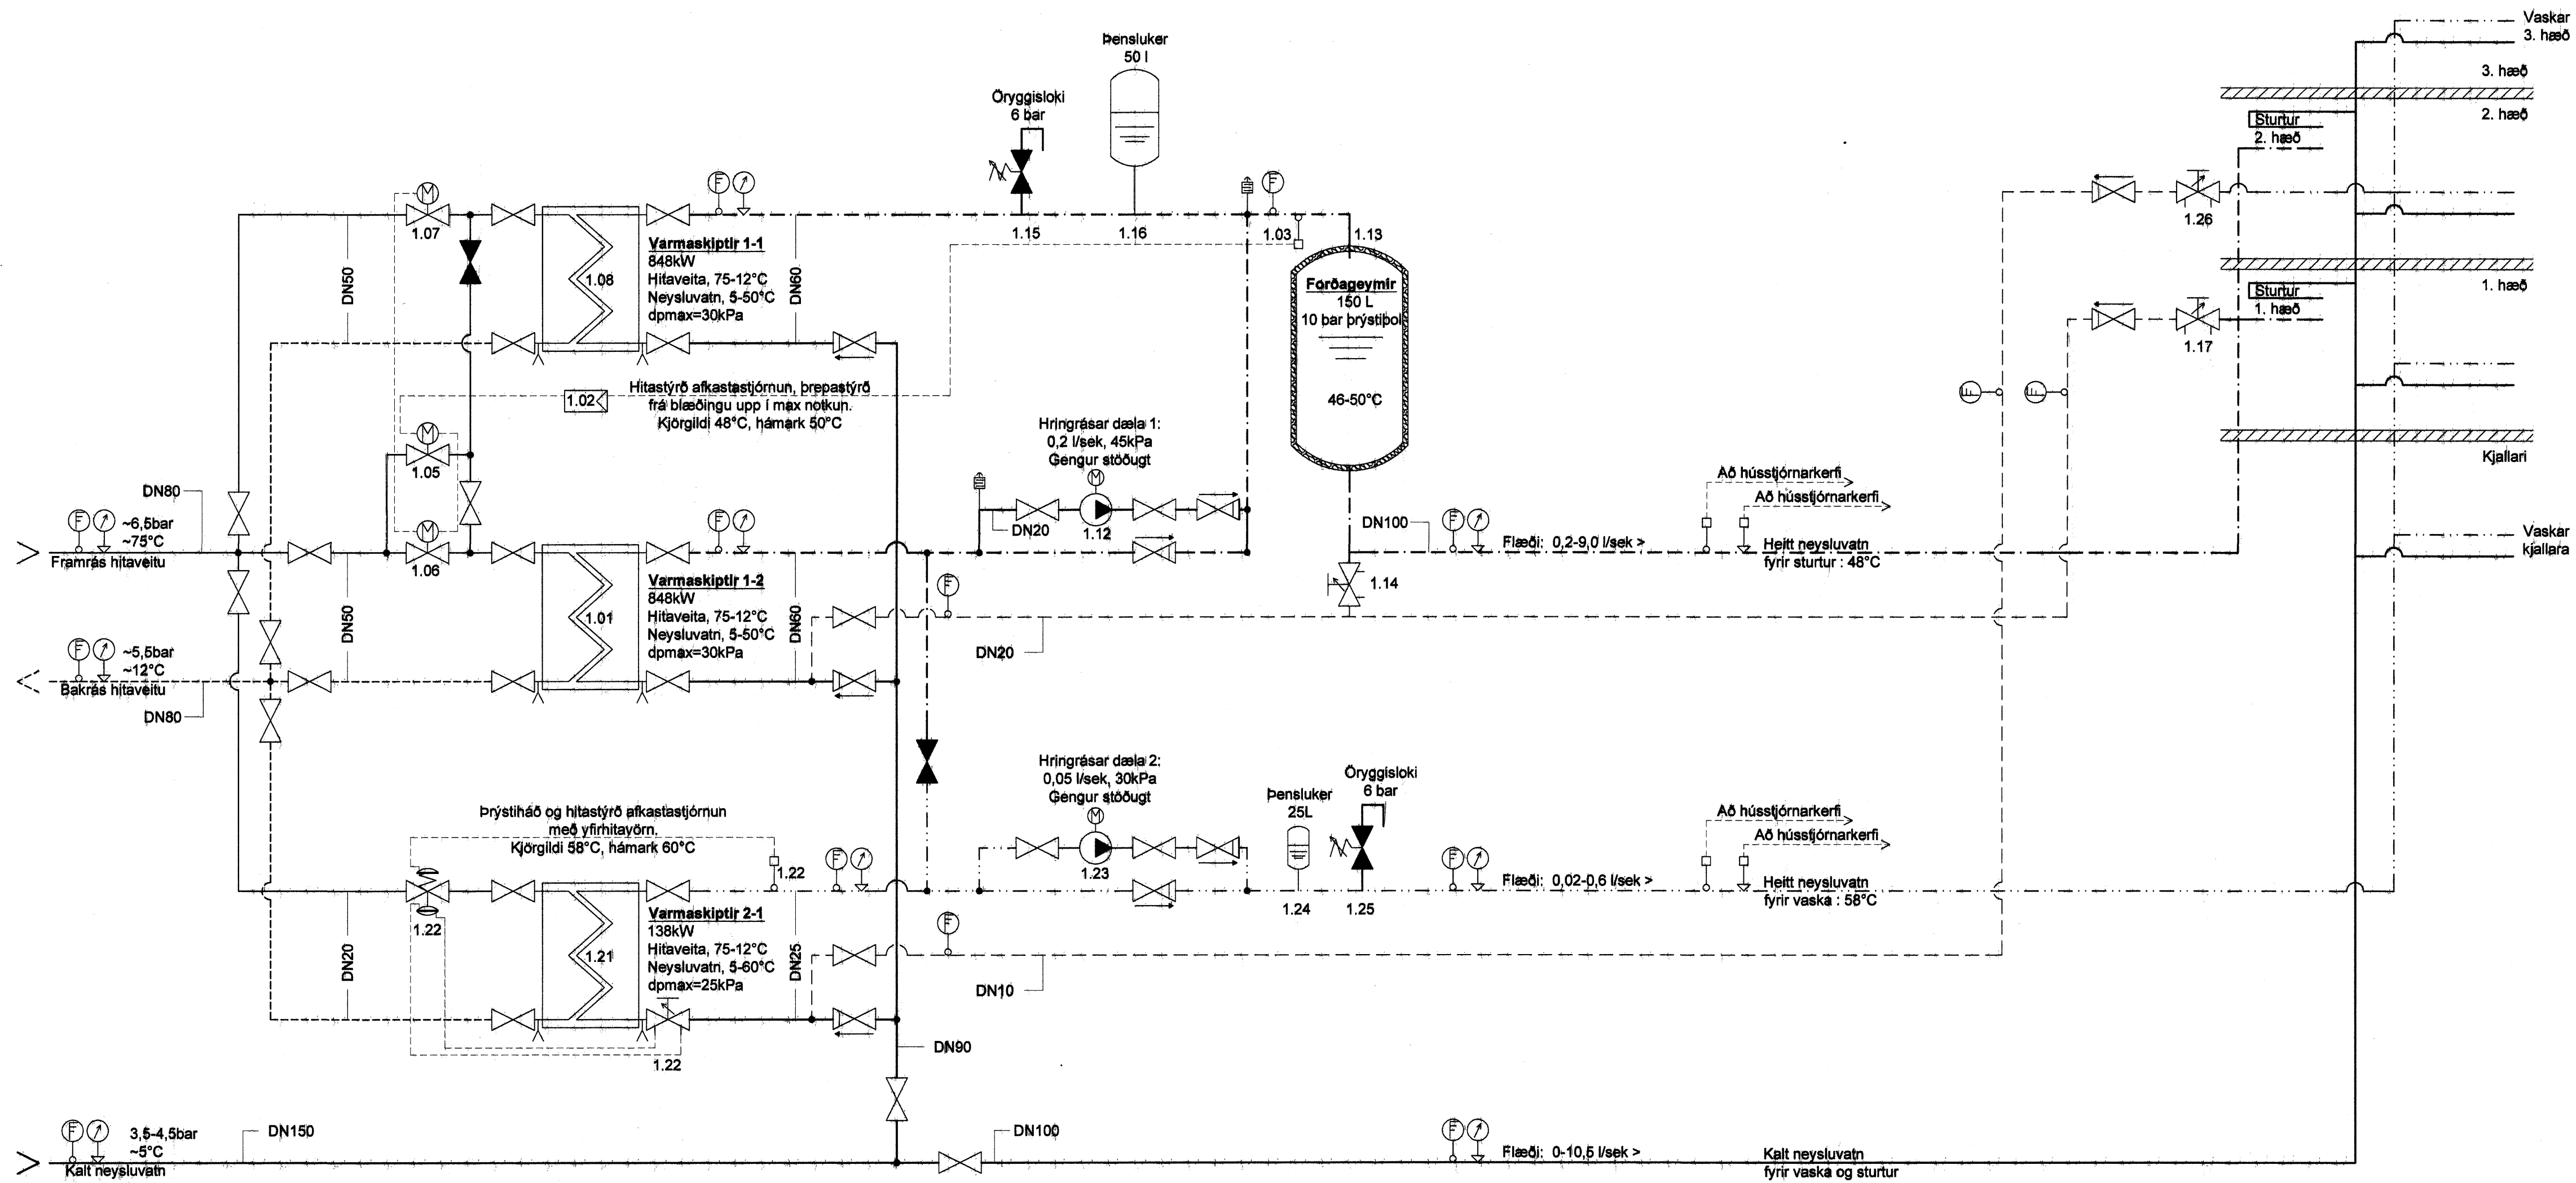 Vaskar
3. hæð
3. hæð
2. hæð
Sturtur
2. hæð
1.26
1. hæð
Sturtur
1. hæð
1.17
Kjallari
Vaskar
kjallara
Þensluker
50 l
Öryggisloki
6 bar
1.15
1.16
1.03
1.13
M
F
F
1.07
DN50
1.08
Varmaskiptir 1-1
848kW
Hitaveita, 75-12°C
Neysluvatn, 5-50°C
dpmax=30kPa
DN60
Forðageymir
150 L
10 bar þrýstiþol
46-50°C
1.02
Hitastýrð afkastastjórnun, þrepastýrð
frá blæðingu upp í max notkun.
Kjörgildi 48°C, hámark 50°C
M
1.05
M
1.06
Hringrásar dæla 1:
0,2 l/sek, 45kPa
Gengur stöðugt
M
DN20
1.12
F
F
DN80
F
~6,5bar
~75°C
Framrás hitaveitu
F
DN50
1.01
Varmaskiptir 1-2
848kW
Hitaveita, 75-12°C
Neysluvatn, 5-50°C
dpmax=30kPa
DN60
F
DN20
1.14
DN100
F
Flæði: 0,2-9,0 l/sek >
Að hússtjórnarkerfi
Að hússtjórnarkerfi
Heitt neysluvatn
fyrir sturtur : 48°C
F
~5,5bar
~12°C
Bakrás hitaveitu
DN80
Þrýstiháð og hitastýrð afkastastjórnun
með yfirhitavörn.
Kjörgildi 58°C, hámark 60°C
1.22
F
1.22
DN20
1.21
Varmaskiptir 2-1
138kW
Hitaveita, 75-12°C
Neysluvatn, 5-60°C
dpmax=25kPa
DN25
1.22
Hringrásar dæla 2:
0,05 l/sek, 30kPa
Gengur stöðugt
M
1.23
F
DN10
Þensluker
25L
1.24
Öryggisloki
6 bar
1.25
F
Flæði: 0,02-0,6 l/sek >
Að hússtjórnarkerfi
Að hússtjórnarkerfi
Heitt neysluvatn
fyrir vaska : 58°C
DN90
F
3,5-4,5bar
~5°C
Kalt neysluvatn
DN150
DN100
F
Flæði: 0-10,5 l/sek >
Kalt neysluvatn
fyrir vaska og sturtur